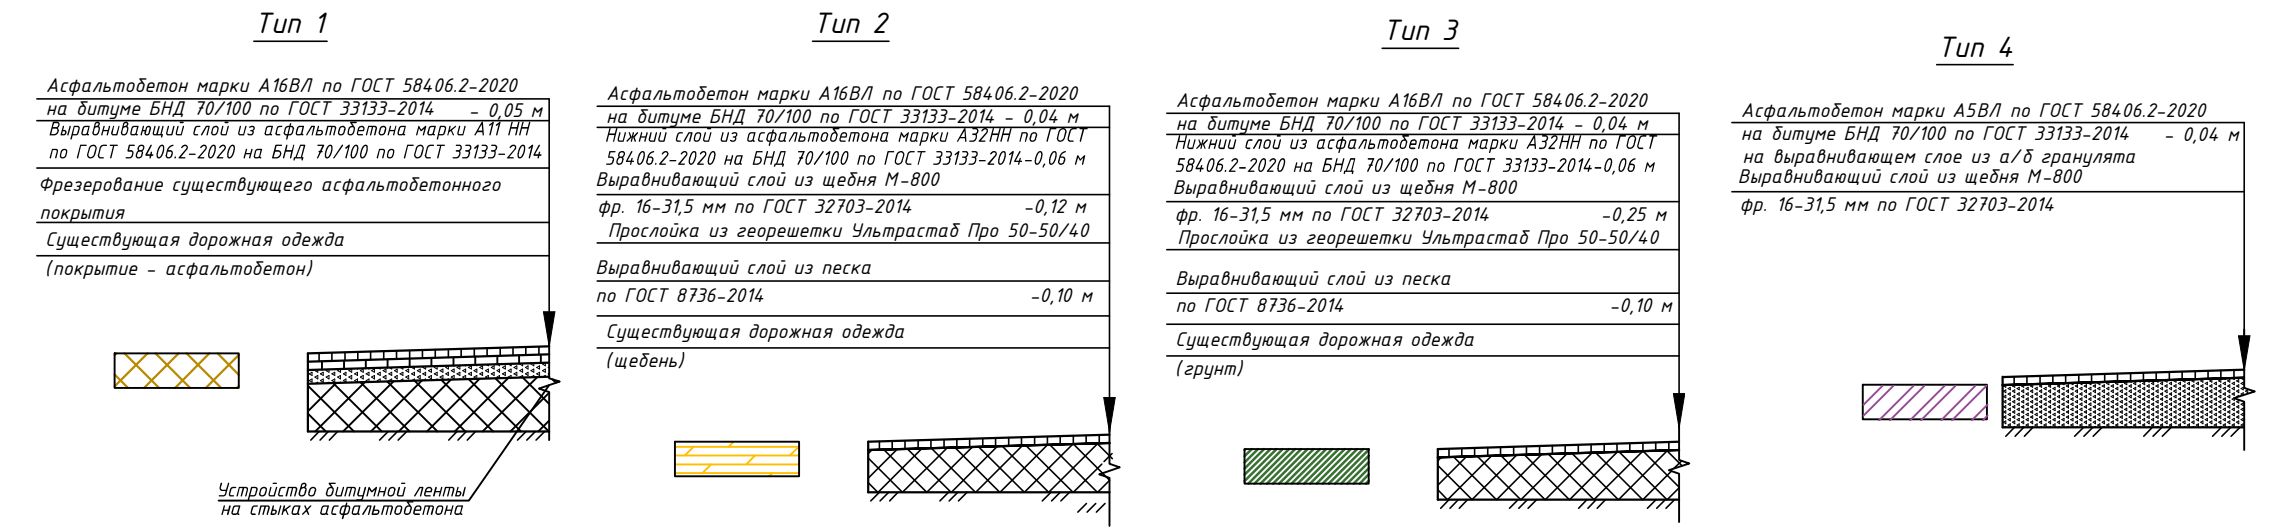 Тип 1
Асфальтобетон марки А16ВЛ по ГОСТ 58406.2-2020
на битуме БНД 70/100 по ГОСТ 33133-2014 - 0,05 м
Выравнивающий слой из асфальтобетона марки А11 НН
по ГОСТ 58406.2-2020 на БНД 70/100 по ГОСТ 33133-2014
Фрезерование существующего асфальтобетонного
покрытия
Существующая дорожная одежда
(покрытие - асфальтобетон)
Устройство битумной ленты
на стыках асфальтобетона
Тип 2
Асфальтобетон марки А16ВЛ по ГОСТ 58406.2-2020
на битуме БНД 70/100 по ГОСТ 33133-2014 - 0,04 м
Нижний слой из асфальтобетона марки А32НН по ГОСТ
58406.2-2020 на БНД 70/100 по ГОСТ 33133-2014-0,06 м
Выравнивающий слой из щебня М-800
фр. 16-31,5 мм по ГОСТ 32703-2014 -0,12 м
Прослойка из георешетки Ультрастаб Про 50-50/40
Выравнивающий слой из песка
по ГОСТ 8736-2014 -0,10 м
Существующая дорожная одежда
(щебень)
Тип 3
Асфальтобетон марки А16ВЛ по ГОСТ 58406.2-2020
на битуме БНД 70/100 по ГОСТ 33133-2014 - 0,04 м
Нижний слой из асфальтобетона марки А32НН по ГОСТ
58406.2-2020 на БНД 70/100 по ГОСТ 33133-2014-0,06 м
Выравнивающий слой из щебня М-800
фр. 16-31,5 мм по ГОСТ 32703-2014 -0,25 м
Прослойка из георешетки Ультрастаб Про 50-50/40
Выравнивающий слой из песка
по ГОСТ 8736-2014 -0,10 м
Существующая дорожная одежда
(грунт)
Тип 4
Асфальтобетон марки А5ВЛ по ГОСТ 58406.2-2020
на битуме БНД 70/100 по ГОСТ 33133-2014 - 0,04 м
на выравнивающем слое из а/б гранулята
Выравнивающий слой из щебня М-800
фр. 16-31,5 мм по ГОСТ 32703-2014